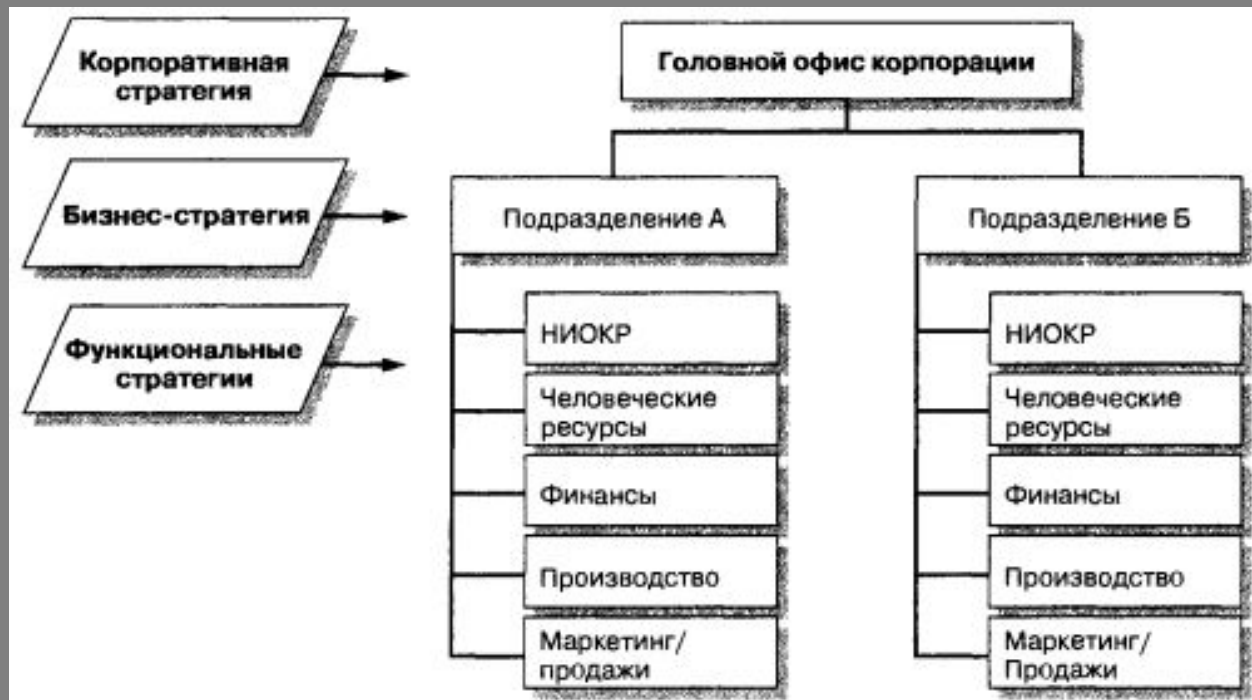 Корпоративная
стратегия
Головной офис корпорации
Бизнес-стратегия
Подразделение А
Подразделение Б
Функциональные
стратегии
НИОКР
Человеческие
ресурсы
Финансы
Производство
Маркетинг/
продажи
НИОКР
Человеческие
ресурсы
Финансы
Производство
Маркетинг/
Продажи